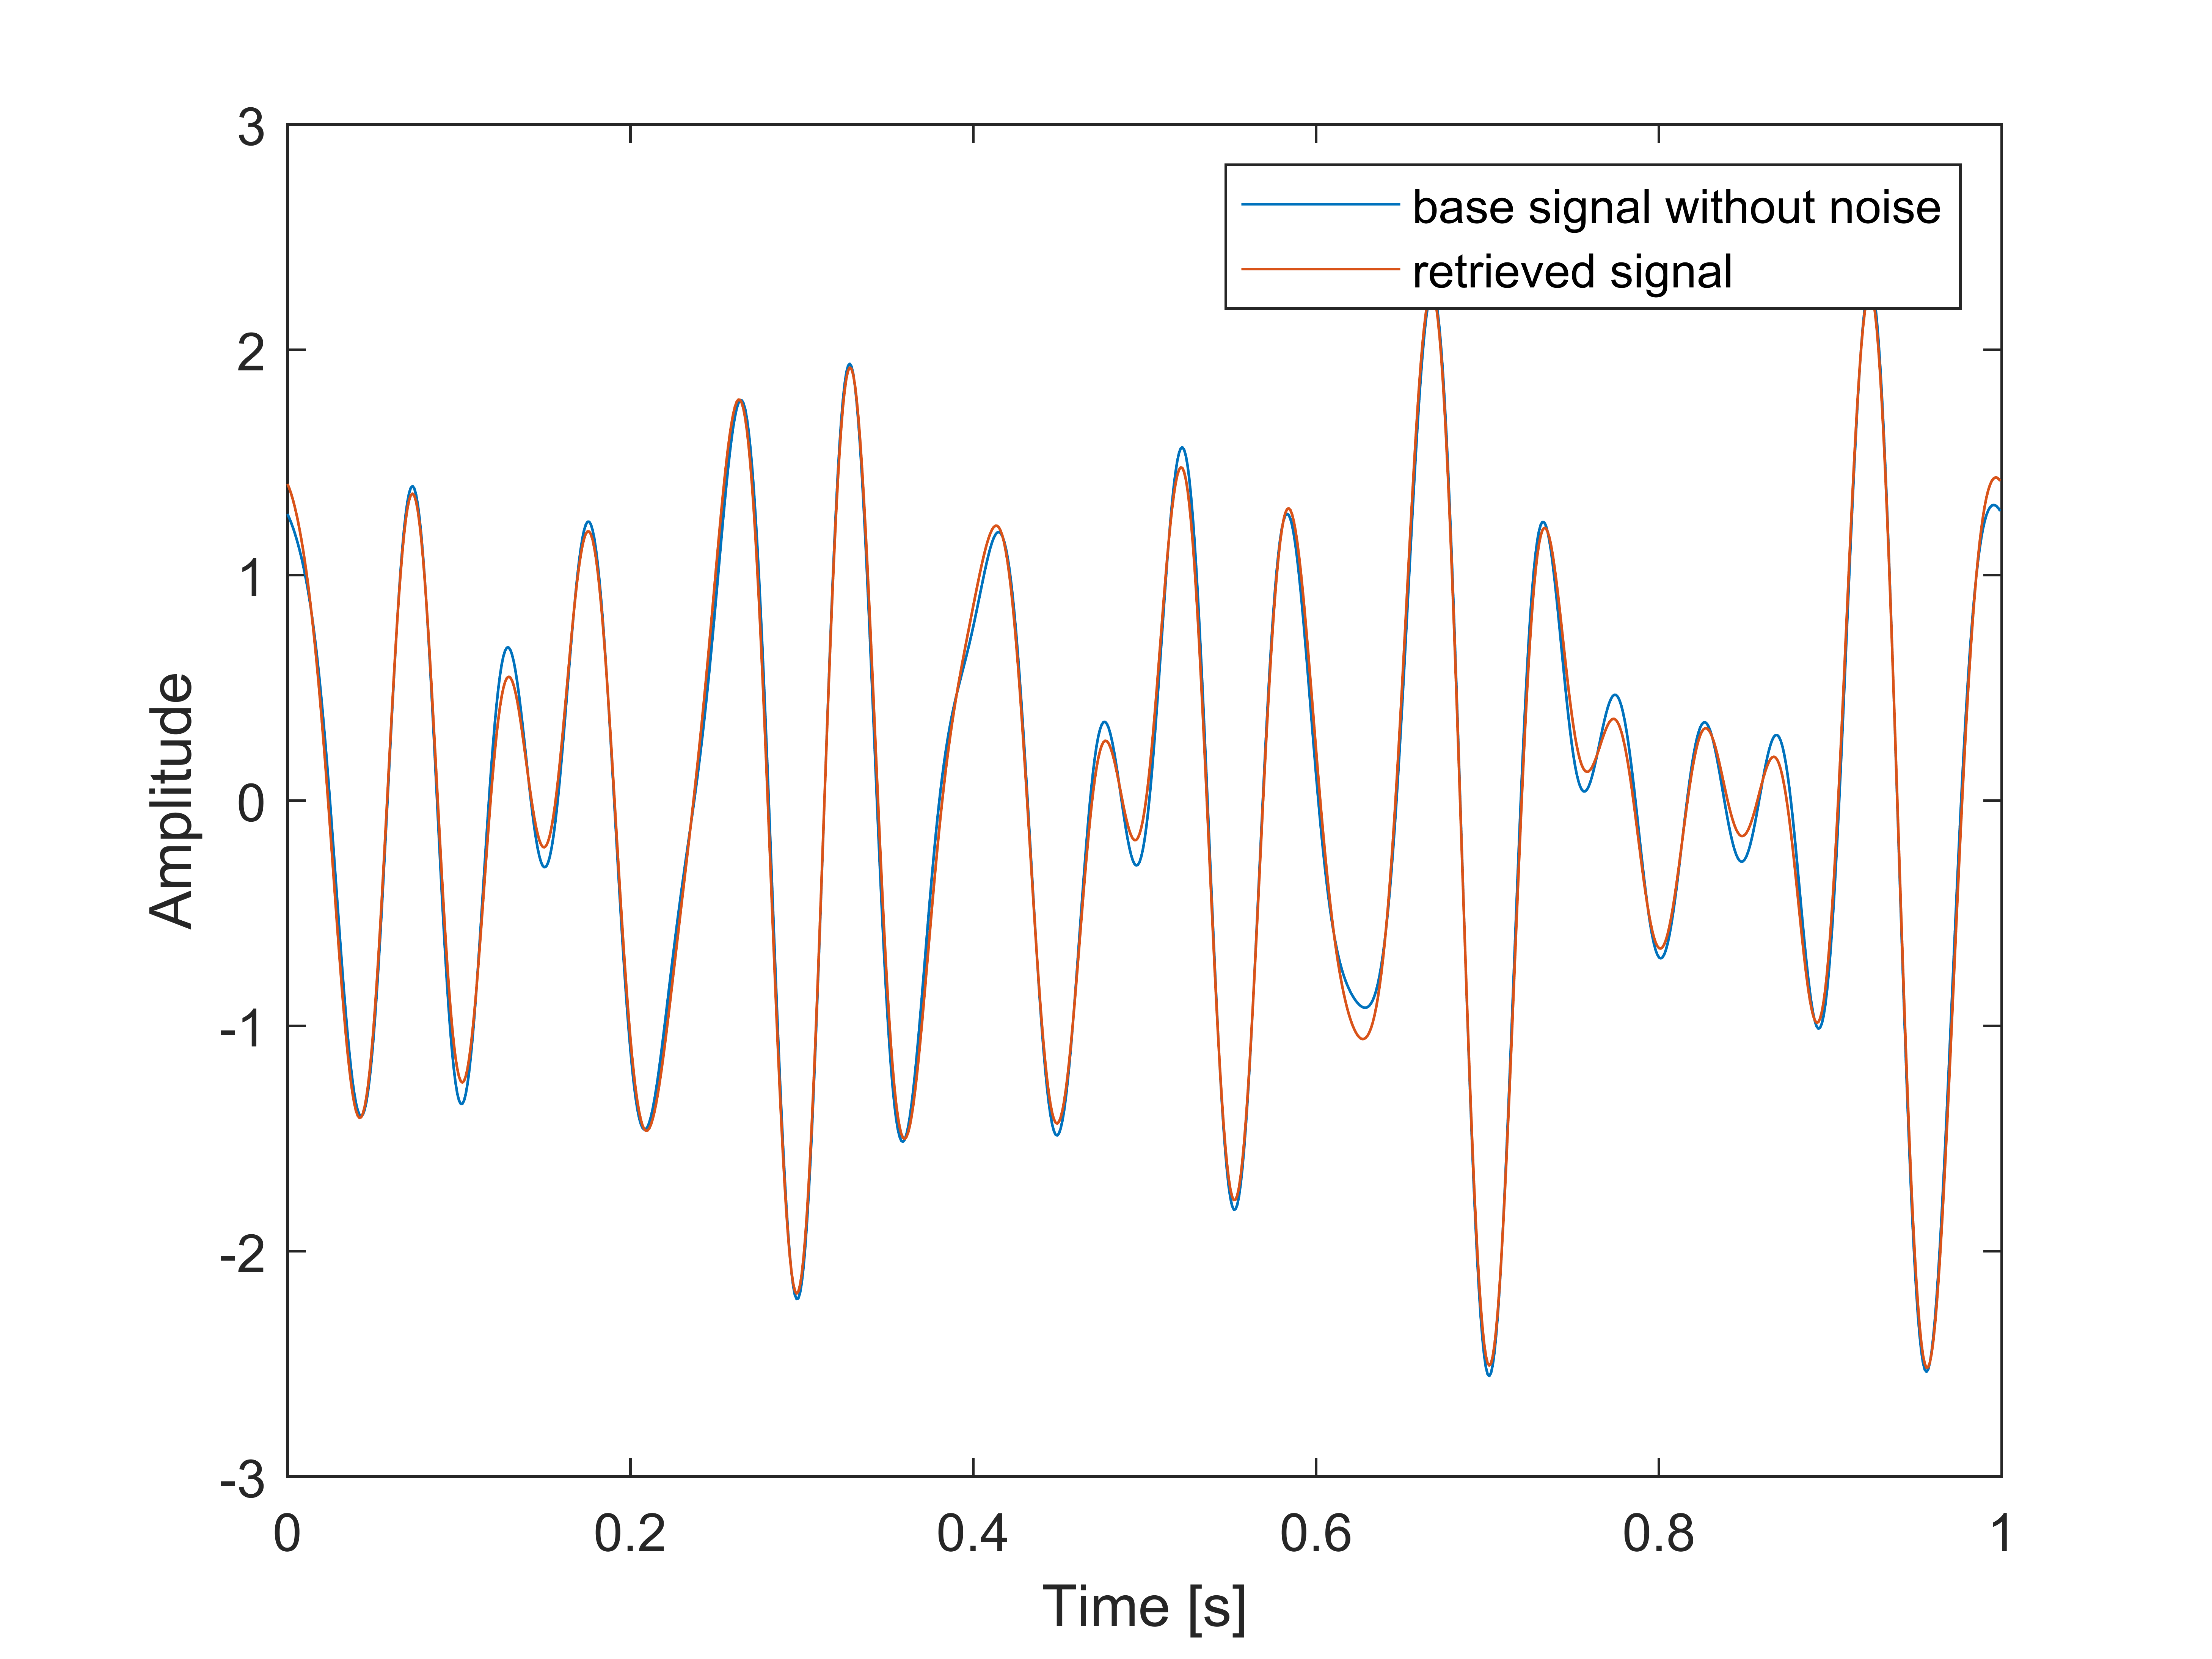 3
2
1
0
-1
-2
-3
Amplitude
base signal without noise
retrieved signal
0 0.2 0.4 0.6 0.8 1
Time [s]